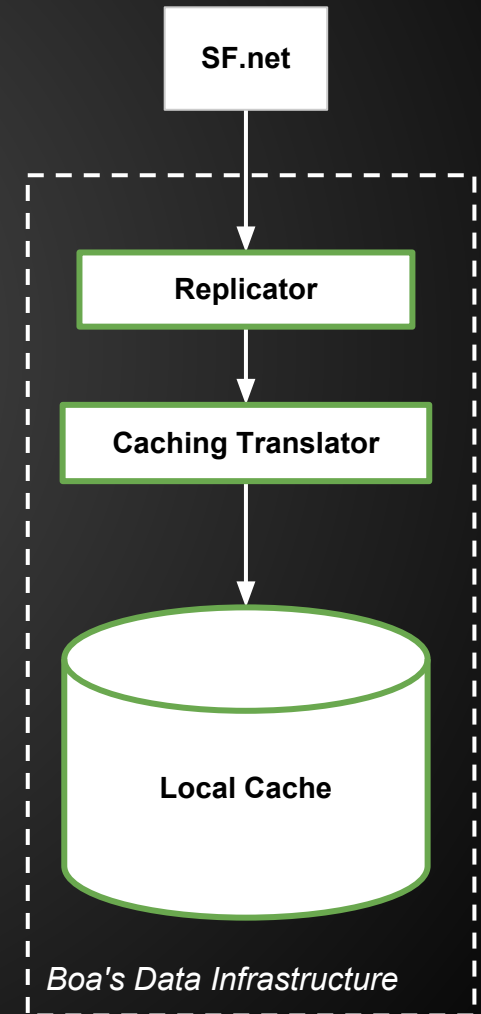 SF.net
Replicator
Caching Translator
Local Cache
Boa's Data Infrastructure